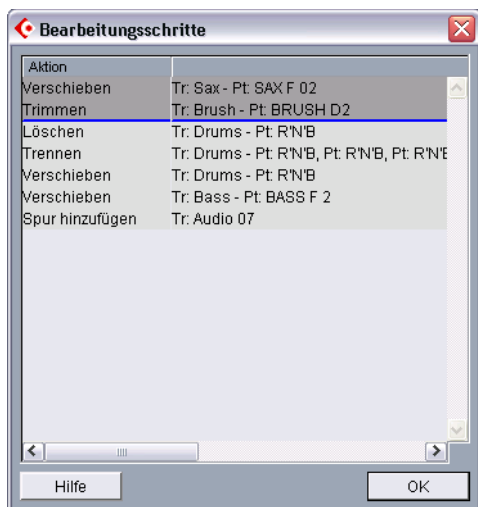 Bearbeitungsschritte
Aktion
Verschieben Tr: Sax - Pt: SAX F 02
Trimmen Tr: Brush - Pt: BRUSH D2
Löschen Tr: Drums - Pt: R'N'B
Trennen Tr: Drums - Pt: R'N'B, Pt: R'N'B, Pt: R'N'E
Verschieben Tr: Drums - Pt: R'N'B
Verschieben Tr: Bass - Pt: BASS F 2
Spur hinzufügen Tr: Audio 07
Hilfe OK